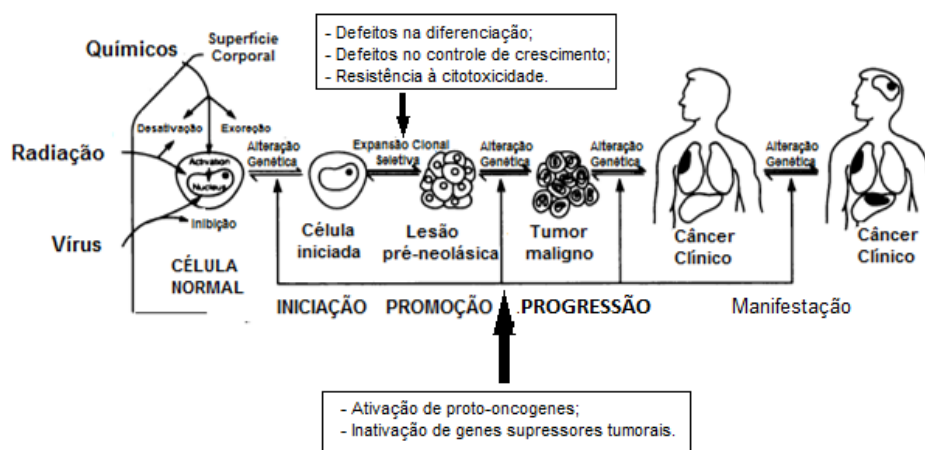 - Defeitos na diferenciação;
- Defeitos no controle de crescimento;
- Resistência à citotoxicidade.
Químicos
Superfície
Corporal
Desativação
Exoreção
Radiação
Activation
Nucleus
Vírus
Inibição
CÉLULA
NORMAL
Alteração
Genética
Célula
iniciada
Expansão Clonal
Seletiva
Lesão
pré-neolásica
Alteração
Genética
Tumor
maligno
Alteração
Genética
Câncer
Clínico
Alteração
Genética
Câncer
Clínico
INICIAÇÃO
PROMOÇÃO
.PROGRESSÃO
Manifestação
- Ativação de proto-oncogenes;
- Inativação de genes supressores tumorais.